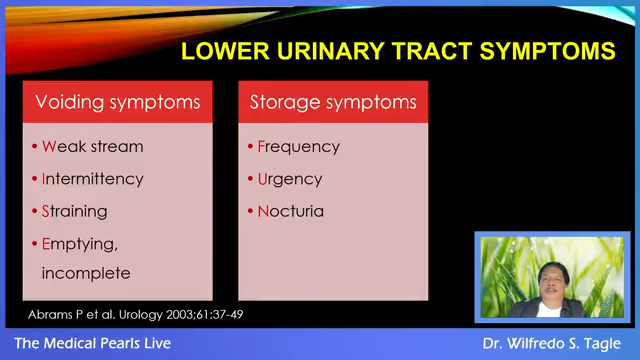 LOWER URINARY TRACT SYMPTOMS
Voiding symptoms
• Weak stream
• Intermittency
• Straining
• Emptying,
incomplete
Storage symptoms
• Frequency
• Urgency
• Nocturia
Abrams P et al. Urology 2003;61:37-49
The Medical Pearls Live
Dr. Wilfredo S. Tagle